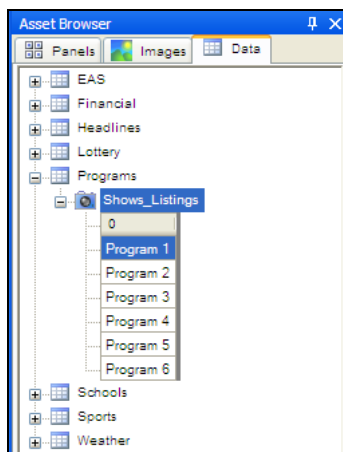 Asset Browser
Panels Images Data
EAS
Financial
Headlines
Lottery
Programs
Shows_Listings
0
Program 1
Program 2
Program 3
Program 4
Program 5
Program 6
Schools
Sports
Weather